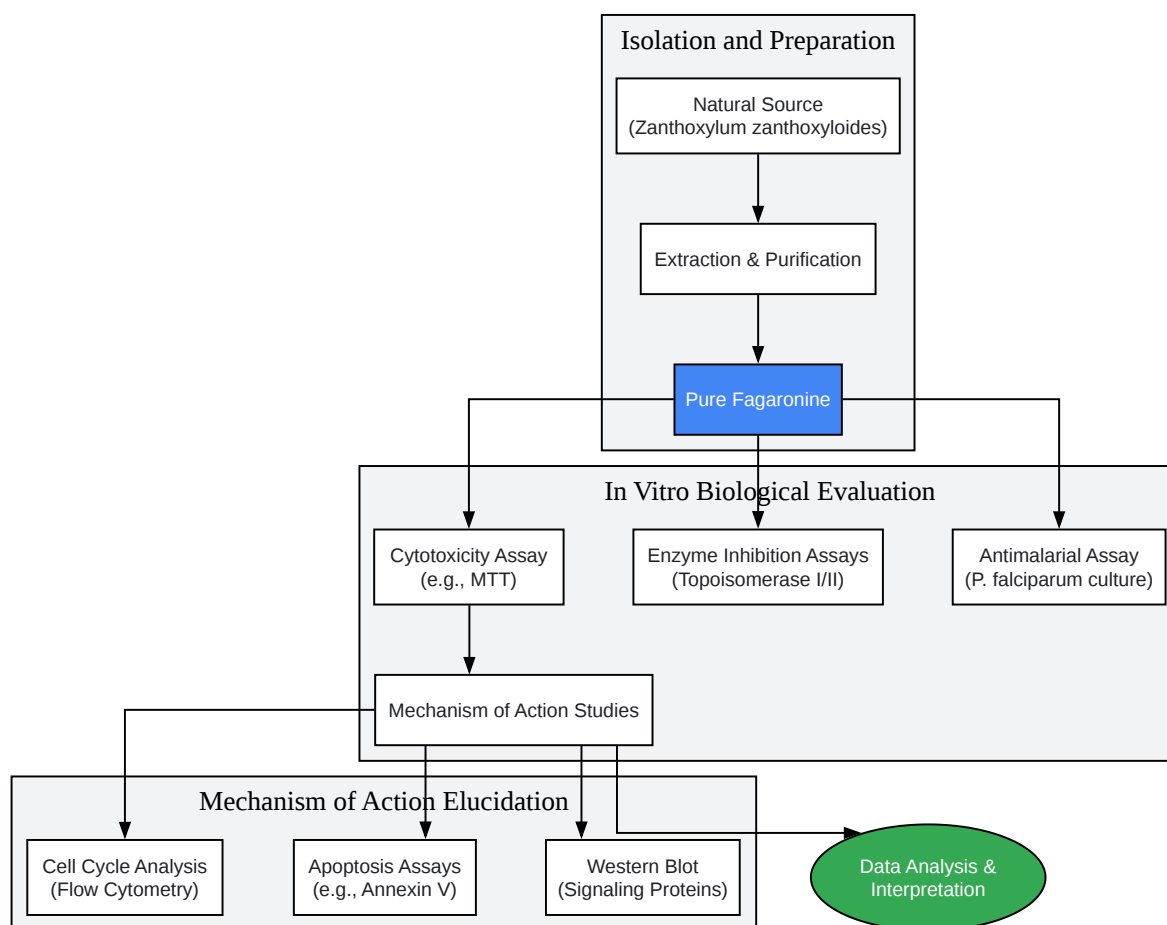 Isolation and Preparation
Natural Source
(Zanthoxylum zanthoxyloides)
Extraction & Purification
Pure Fagaronine
In Vitro Biological Evaluation
Cytotoxicity Assay
(e.g., MTT)
Enzyme Inhibition Assays
(Topoisomerase I/II)
Antimalarial Assay
(P. falciparum culture)
Mechanism of Action Studies
Mechanism of Action Elucidation
Cell Cycle Analysis
(Flow Cytometry)
Apoptosis Assays
(e.g., Annexin V)
Western Blot
(Signaling Proteins)
Data Analysis &
Interpretation